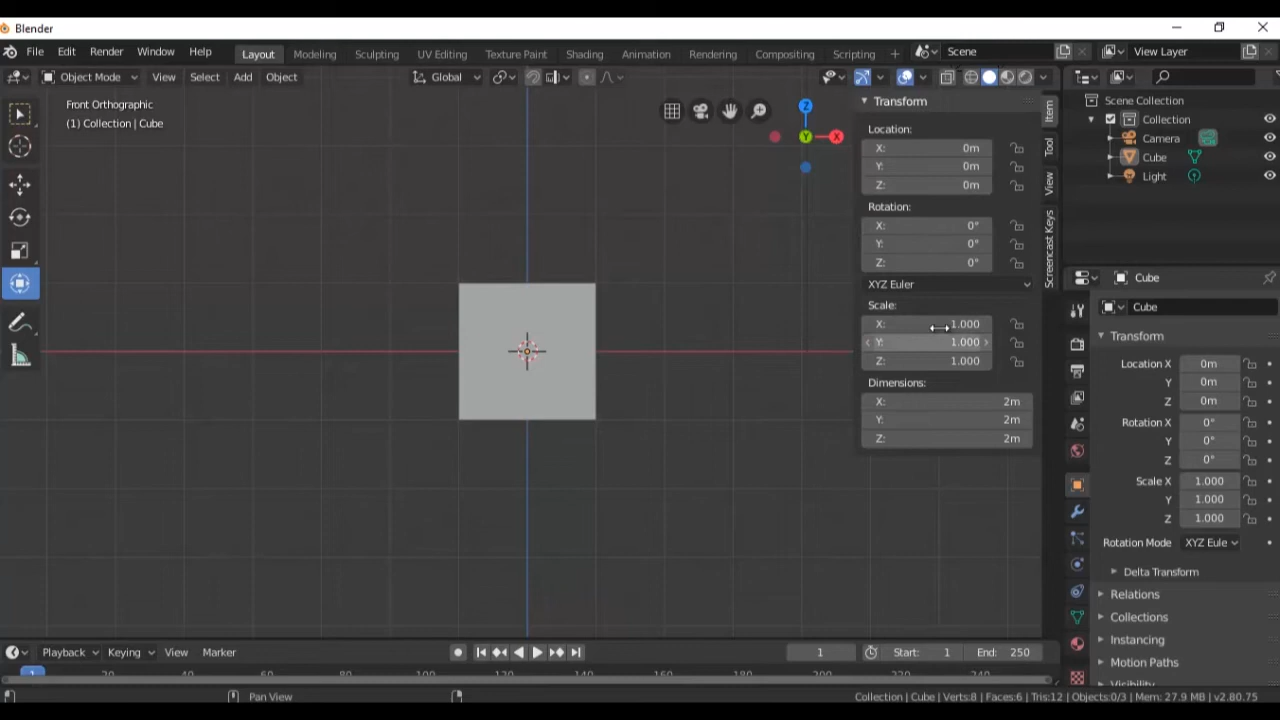 Blender
File Edit Render Window Help Layout Modeling Sculpting UV Editing Texture Paint Shading Animation Rendering Compositing Scripting + Scene View Layer
Object Mode View Select Add Object Global
Front Orthographic
(1) Collection | Cube
Z
Y
X
Transform
Location:
X: 0m
Y: 0m
Z: 0m
Rotation:
X: 0°
Y: 0°
Z: 0°
XYZ Euler
Scale:
X: 1.000
Y: 1.000
Z: 1.000
Dimensions:
X: 2m
Y: 2m
Z: 2m
Item
Tool
View
Screencast Keys
Scene Collection
Collection
Camera
Cube
Light
Cube
Cube
Transform
Location X 0m
Y 0m
Z 0m
Rotation X 0°
Y 0°
Z 0°
Scale X 1.000
Y 1.000
Z 1.000
Rotation Mode XYZ Eule
Delta Transform
Relations
Collections
Instancing
Motion Paths
Playback Keying View Marker 1 Start: 1 End: 250
Pan View
Collection | Cube | Verts:8 | Faces:6 | Tris:12 | Objects:0/3 | Mem: 27.9 MB | v2.80.75